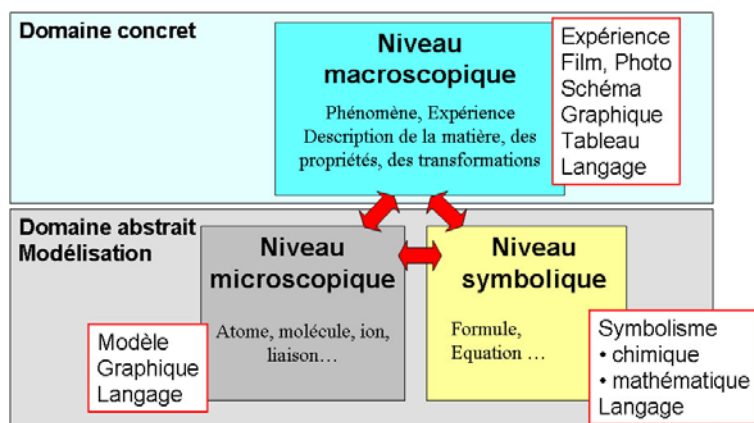 Domaine concret
Niveau
macroscopique
Phénomène, Expérience
Description de la matière, des
propriétés, des transformations
Expérience
Film, Photo
Schéma
Graphique
Tableau
Langage
Domaine abstrait
Modélisation
Niveau
microscopique
Atome, molécule, ion,
liaison…
Modèle
Graphique
Langage
Niveau
symbolique
Formule,
Equation …
Symbolisme
• chimique
• mathématique
Langage